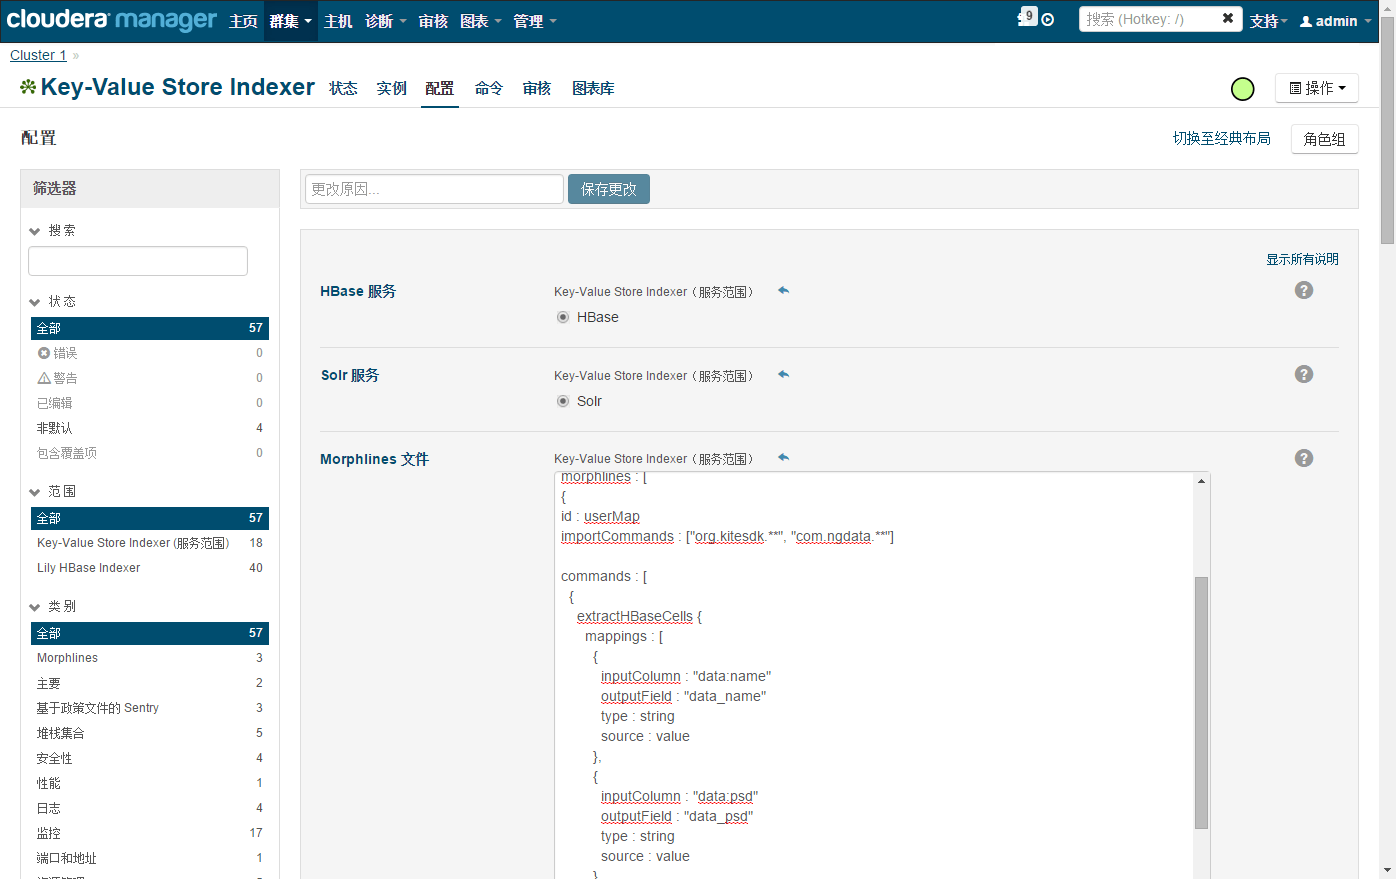 cloudera manager 主页 群集 主机 诊断 审核 图表 管理 9 搜索 (Hotkey: /) 支持 admin
Cluster 1 »
Key-Value Store Indexer 状态 实例 配置 命令 审核 图表库 操作
配置 切换至经典布局 角色组
筛选器
搜索
状态
全部 57
错误 0
警告 0
已编辑 0
非默认 4
包含覆盖项 0
范围
全部 57
Key-Value Store Indexer (服务范围) 18
Lily HBase Indexer 40
类别
全部 57
Morphlines 3
主要 2
基于政策文件的 Sentry 3
堆栈集合 5
安全性 4
性能 1
日志 4
监控 17
端口和地址 1
更改原因... 保存更改
显示所有说明
HBase 服务 Key-Value Store Indexer（服务范围） ?
HBase
Solr 服务 Key-Value Store Indexer（服务范围） ?
Solr
Morphlines 文件 Key-Value Store Indexer（服务范围） ?
morphlines : [
{
id : userMap
importCommands : ["org.kitesdk.**", "com.ngdata.**"]
commands : [
{
extractHBaseCells {
mappings : [
{
inputColumn : "data:name"
outputField : "data_name"
type : string
source : value
},
{
inputColumn : "data:psd"
outputField : "data_psd"
type : string
source : value
}